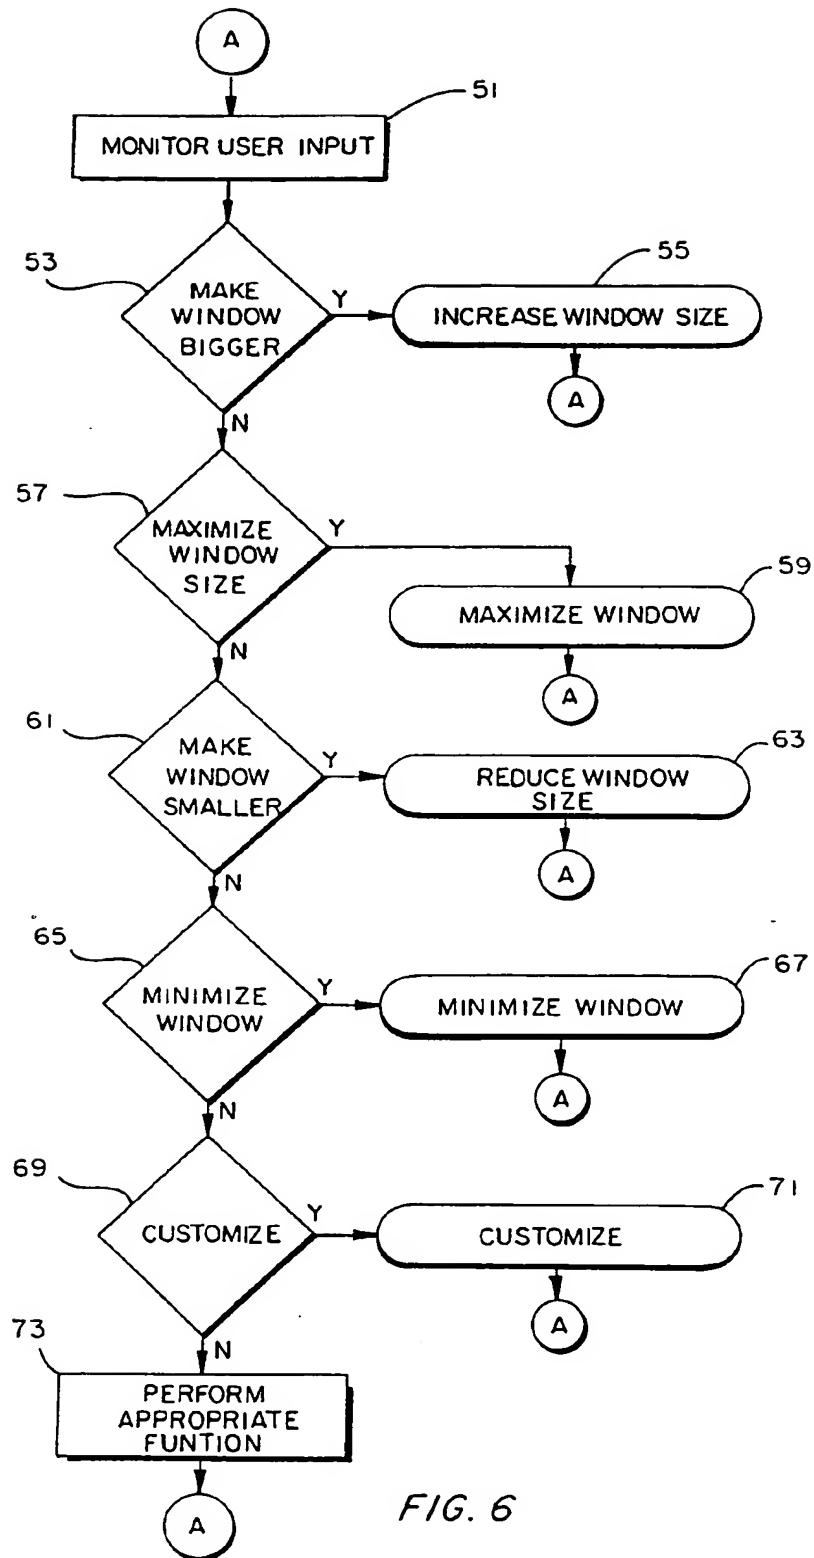 A
51
MONITOR USER INPUT
53
MAKE
WINDOW
BIGGER
Y
55
INCREASE WINDOW SIZE
A
N
57
MAXIMIZE
WINDOW
SIZE
Y
59
MAXIMIZE WINDOW
A
N
61
MAKE
WINDOW
SMALLER
Y
63
REDUCE WINDOW
SIZE
A
N
65
MINIMIZE
WINDOW
Y
67
MINIMIZE WINDOW
A
N
69
CUSTOMIZE
Y
71
CUSTOMIZE
A
N
73
PERFORM
APPROPRIATE
FUNTION
A
FIG. 6